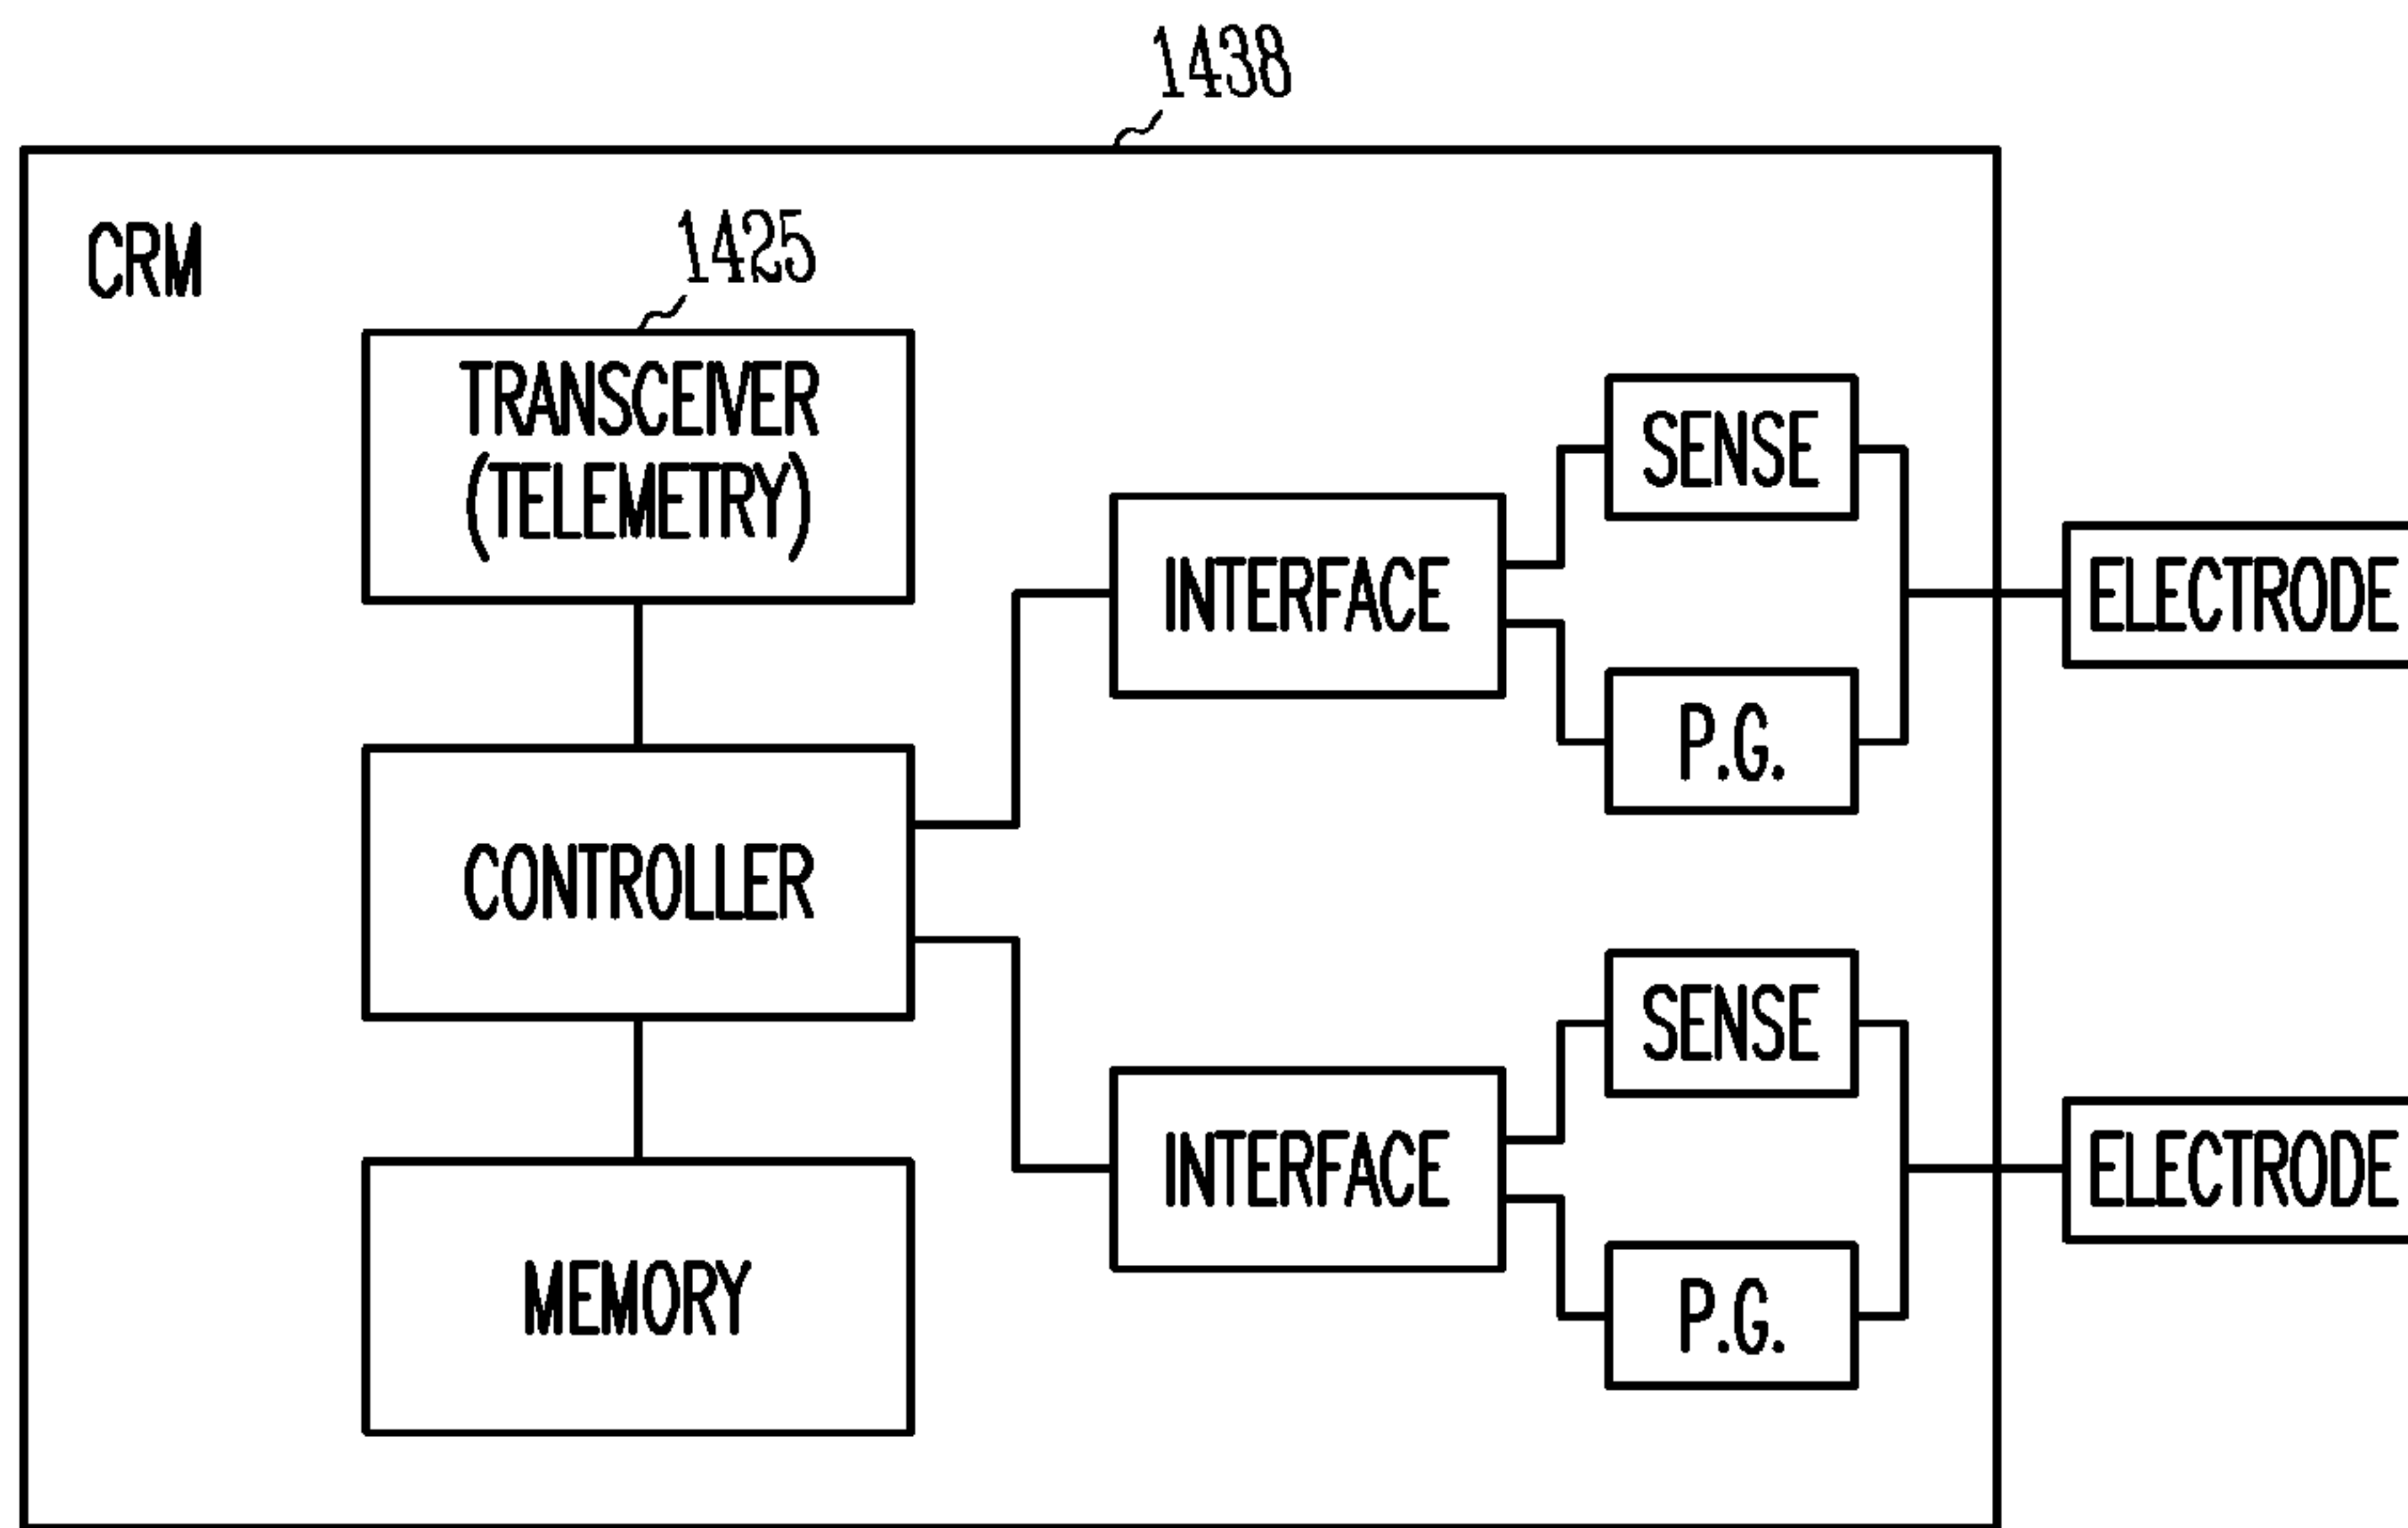 1438
CRM
1425
TRANSCEIVER
(TELEMETRY)
SENSE
INTERFACE
ELECTRODE
P.G.
CONTROLLER
SENSE
INTERFACE
ELECTRODE
P.G.
MEMORY